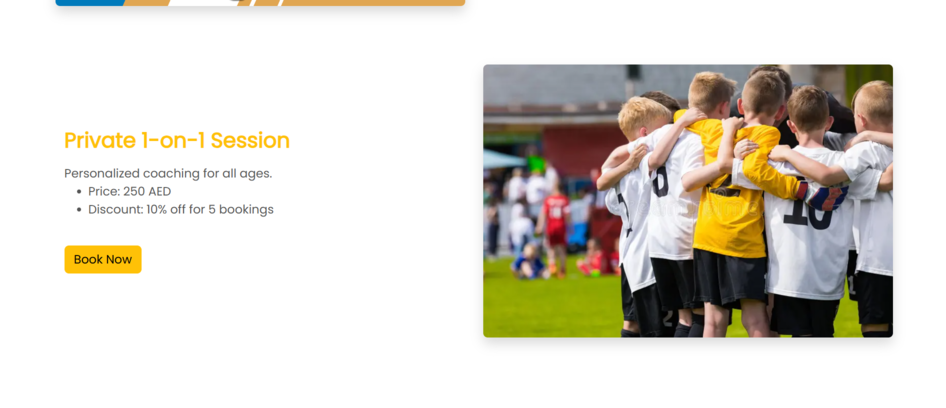 Private 1-on-1 Session
Personalized coaching for all ages.
• Price: 250 AED
• Discount: 10% off for 5 bookings
Book Now
10